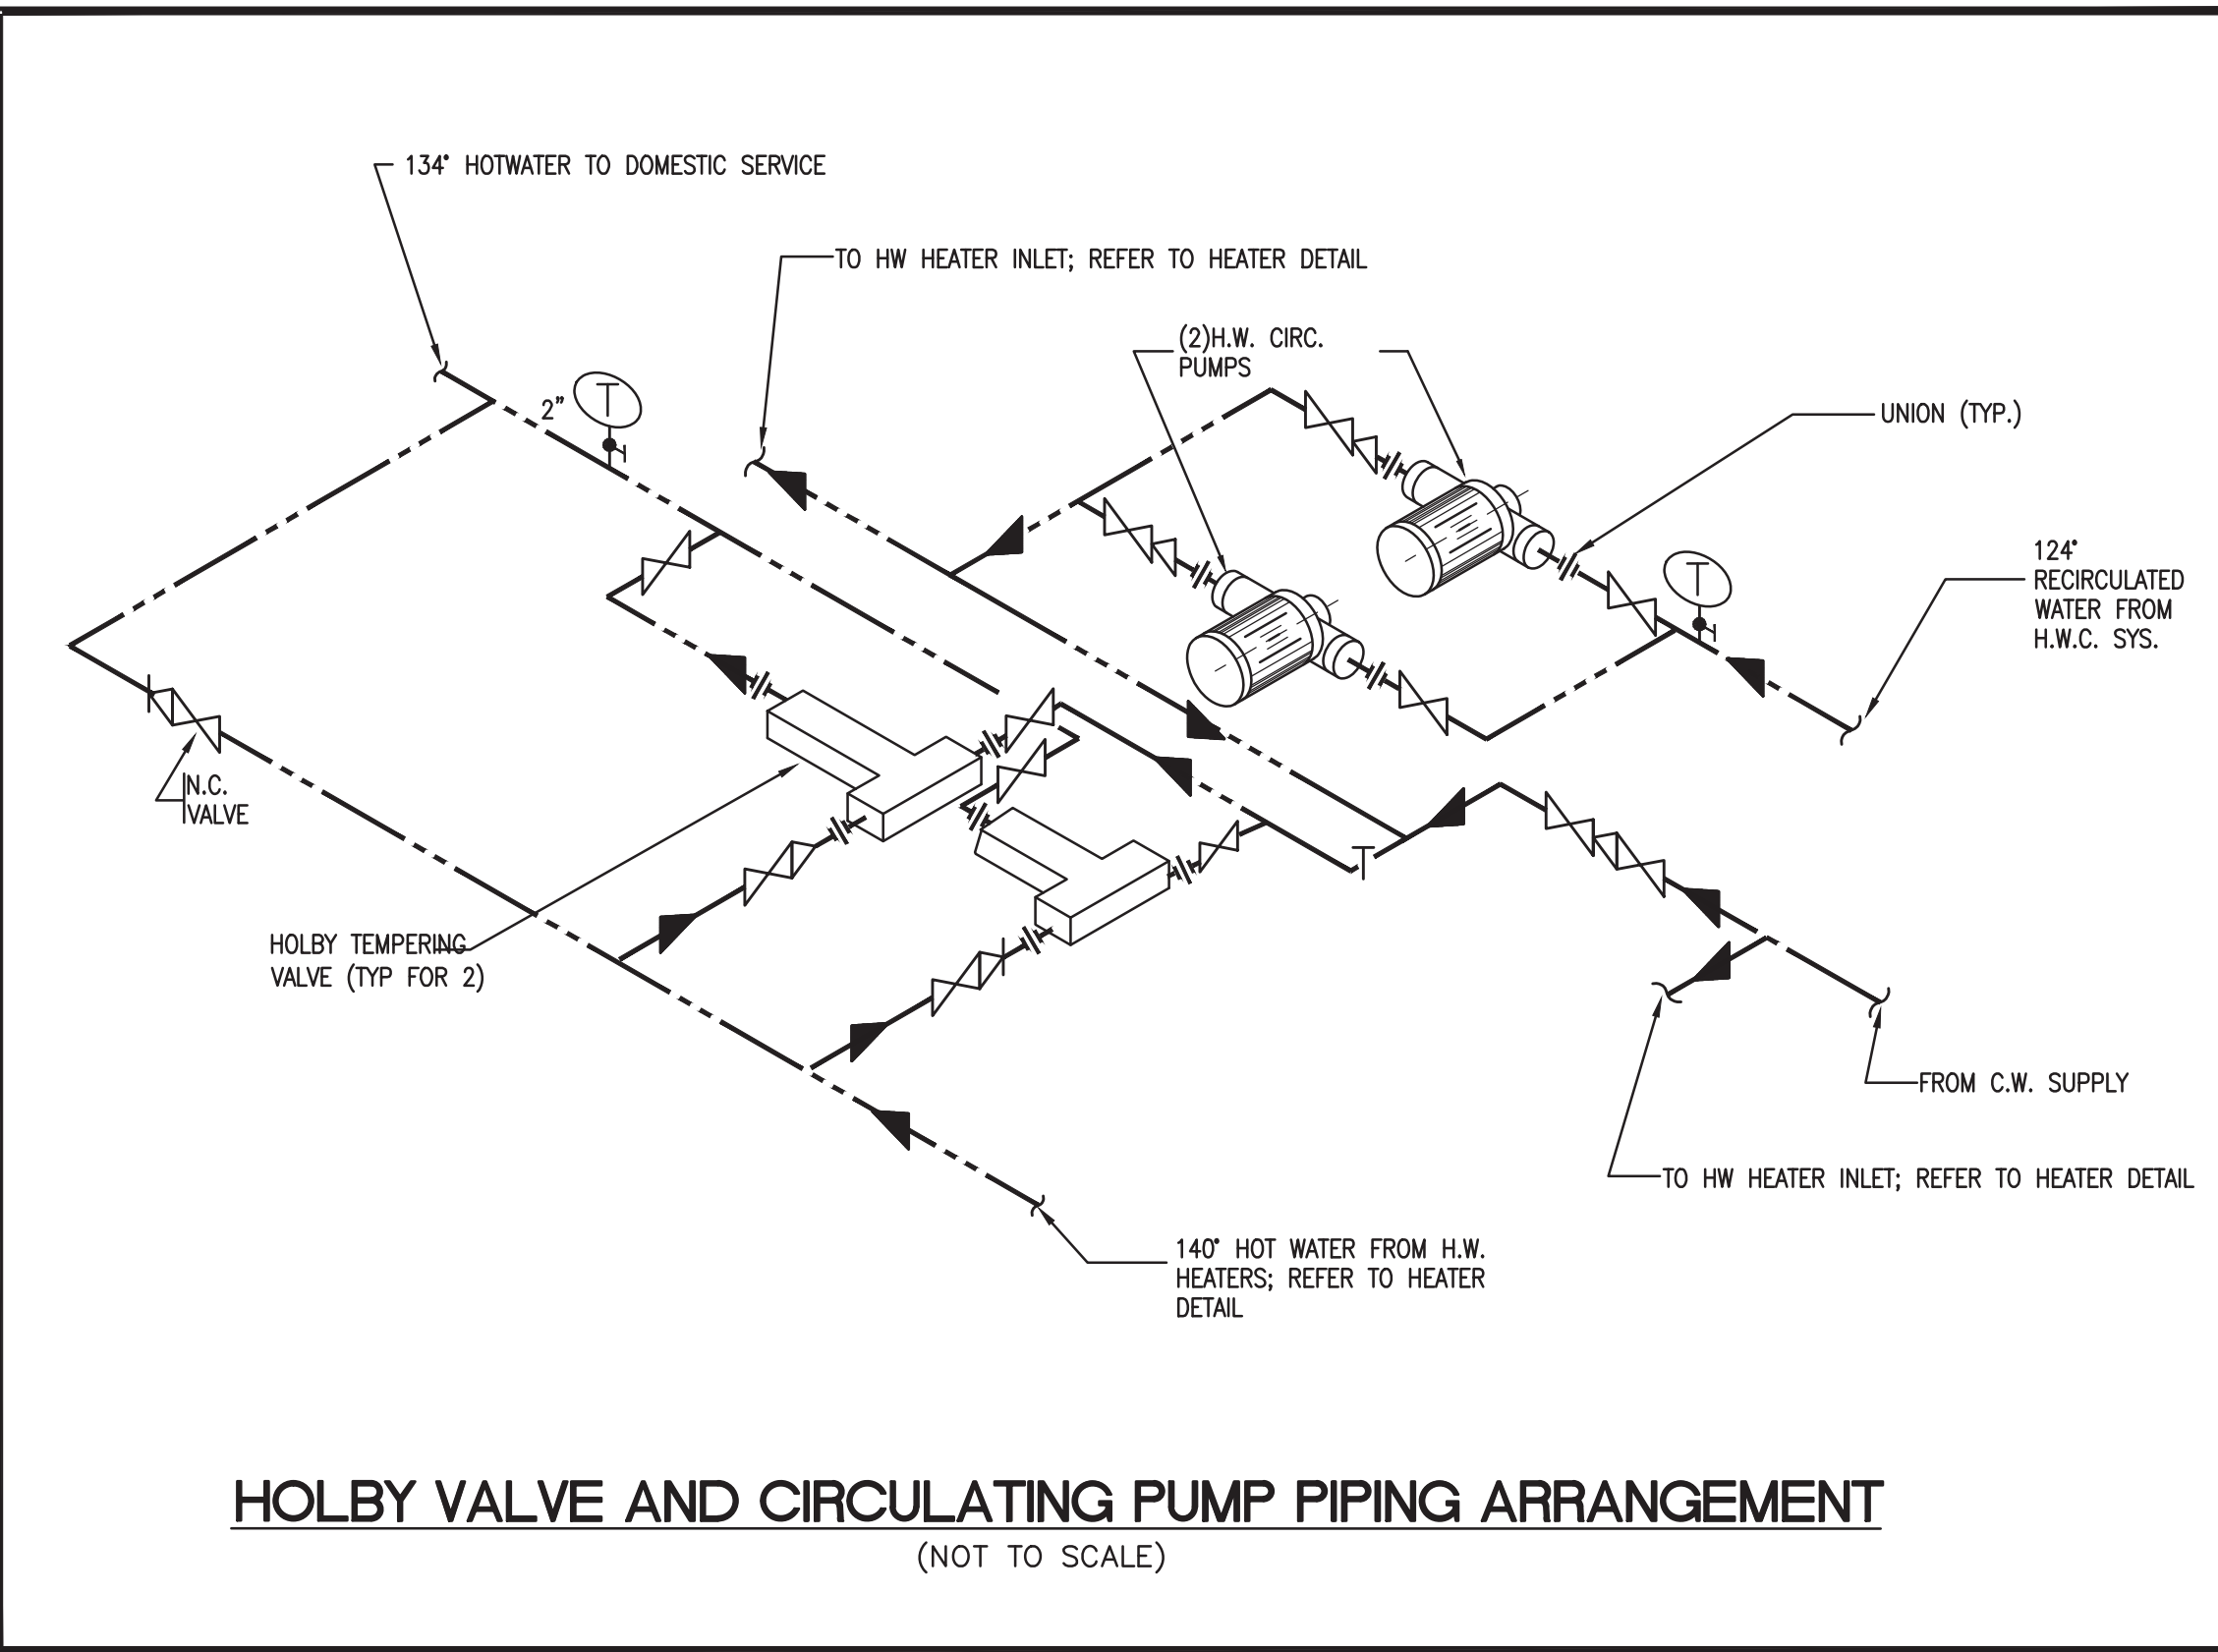 134° HOTWATER TO DOMESTIC SERVICE
TO HW HEATER INLET; REFER TO HEATER DETAIL
(2)H.W. CIRC.
PUMPS
2"
T
UNION (TYP.)
T
124°
RECIRCULATED
WATER FROM
H.W.C. SYS.
N.C.
VALVE
T
HOLBY TEMPERING
VALVE (TYP FOR 2)
FROM C.W. SUPPLY
TO HW HEATER INLET; REFER TO HEATER DETAIL
140° HOT WATER FROM H.W.
HEATERS; REFER TO HEATER
DETAIL
HOLBY VALVE AND CIRCULATING PUMP PIPING ARRANGEMENT
(NOT TO SCALE)